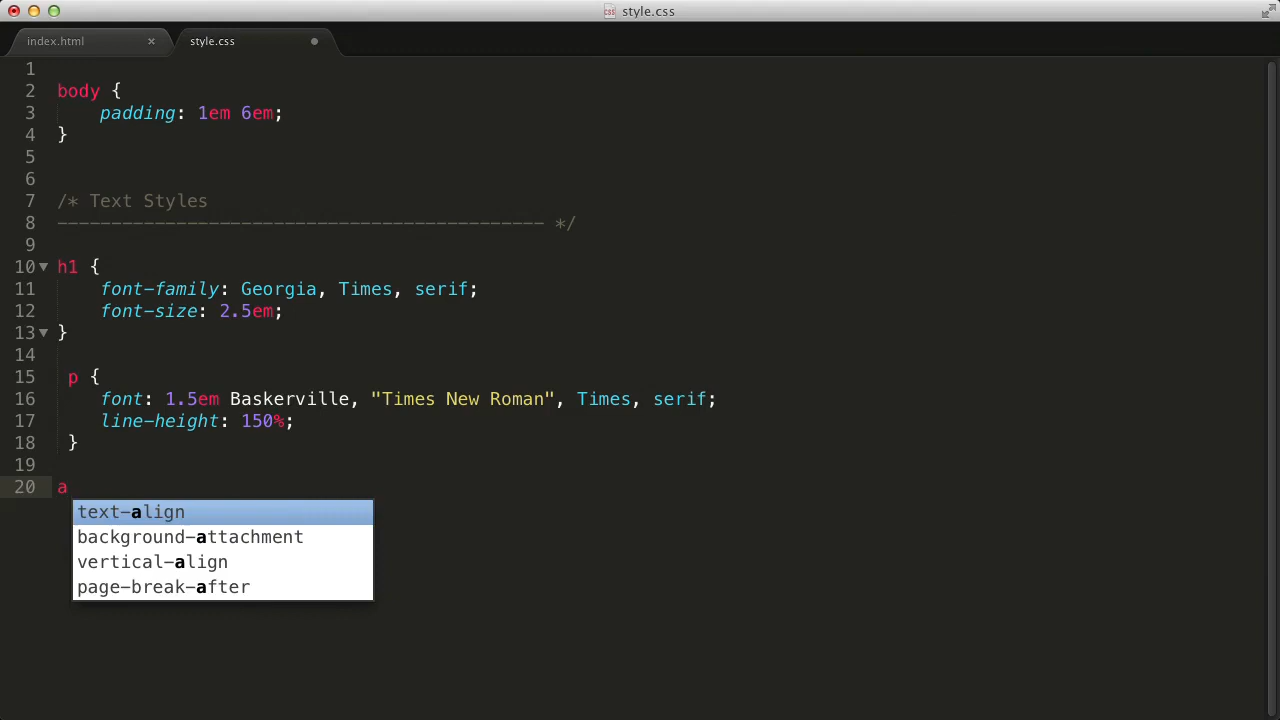 style.css
index.html × style.css
1
2 body {
3 padding: 1em 6em;
4 }
5
6
7 /* Text Styles
8 --------------------------------------------- */
9
10 h1 {
11 font-family: Georgia, Times, serif;
12 font-size: 2.5em;
13 }
14
15 p {
16 font: 1.5em Baskerville, "Times New Roman", Times, serif;
17 line-height: 150%;
18 }
19
20 a
text-align
background-attachment
vertical-align
page-break-after